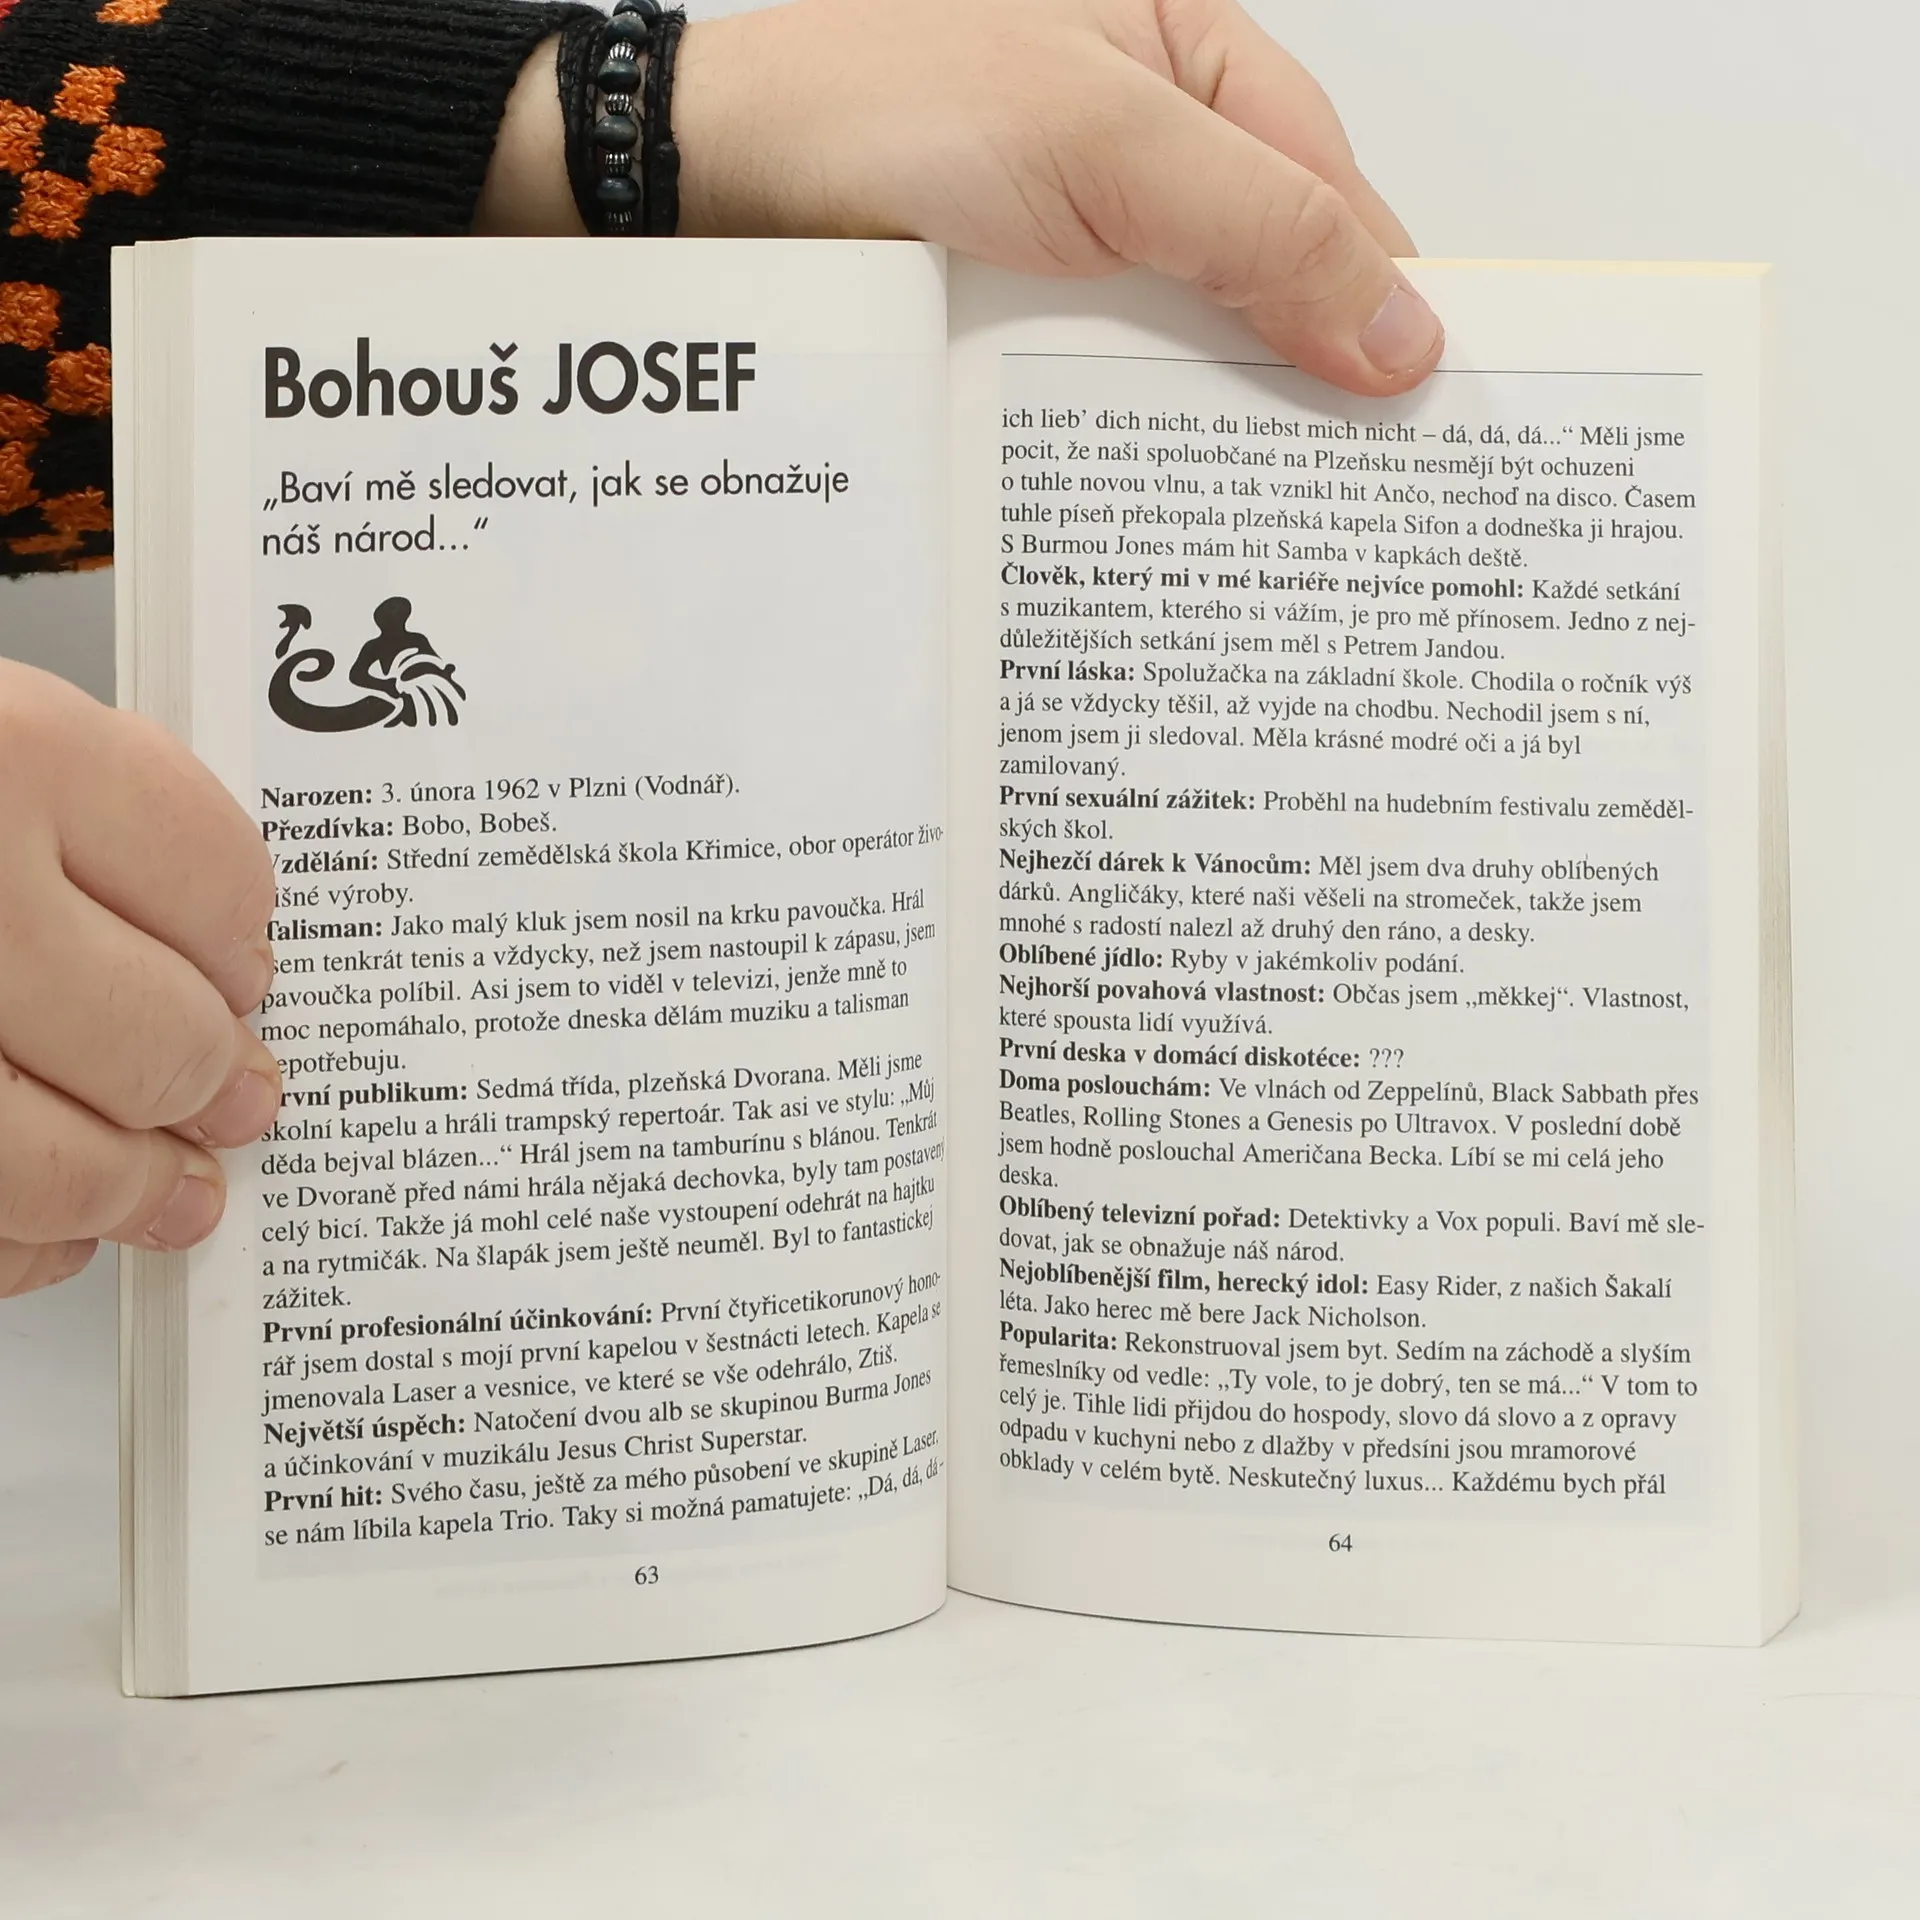 Bohouš JOSEF
„Baví mě sledovat, jak se obnažuje
náš národ...“
Narozen: 3. února 1962 v Plzni (Vodnář).
Přezdívka: Bobo, Bobeš.
Vzdělání: Střední zemědělská škola Křimice, obor operátor živo-
išné výroby.
Talisman: Jako malý kluk jsem nosil na krku pavoučka. Hrál
jsem tenkrát tenis a vždycky, než jsem nastoupil k zápasu, jsem
pavoučka políbil. Asi jsem to viděl v televizi, jenže mně to
moc nepomáhalo, protože dneska dělám muziku a talisman
epotřebuju.
rvní publikum: Sedmá třída, plzeňská Dvorana. Měli jsme
školní kapelu a hráli trampský repertoár. Tak asi ve stylu: „Můj
děda bejval blázen...“ Hrál jsem na tamburínu s blánou. Tenkrát
ve Dvoraně před námi hrála nějaká dechovka, byly tam postaveny
celý bicí. Takže já mohl celé naše vystoupení odehrát na hajtku
a na rytmičák. Na šlapák jsem ještě neuměl. Byl to fantastickej
zážitek.
První profesionální účinkování: První čtyřicetikorunový hono-
rář jsem dostal s mojí první kapelou v šestnácti letech. Kapela se
jmenovala Laser a vesnice, ve které se vše odehrálo, Ztiš.
Největší úspěch: Natočení dvou alb se skupinou Burma Jones
a účinkování v muzikálu Jesus Christ Superstar.
První hit: Svého času, ještě za mého působení ve skupině Laser,
se nám líbila kapela Trio. Taky si možná pamatujete: „Dá, dá, dá-
63
ich lieb’ dich nicht, du liebst mich nicht – dá, dá, dá...“ Měli jsme
pocit, že naši spoluobčané na Plzeňsku nesmějí být ochuzeni
o tuhle novou vlnu, a tak vznikl hit Ančo, nechoď na disco. Časem
tuhle píseň překopala plzeňská kapela Sifon a dodneška ji hrajou.
S Burmou Jones mám hit Samba v kapkách deště.
Člověk, který mi v mé kariéře nejvíce pomohl: Každé setkání
s muzikantem, kterého si vážím, je pro mě přínosem. Jedno z nej-
důležitějších setkání jsem měl s Petrem Jandou.
První láska: Spolužačka na základní škole. Chodila o ročník výš
a já se vždycky těšil, až vyjde na chodbu. Nechodil jsem s ní,
jenom jsem ji sledoval. Měla krásné modré oči a já byl
zamilovaný.
První sexuální zážitek: Proběhl na hudebním festivalu zeměděl-
ských škol.
Nejhezčí dárek k Vánocům: Měl jsem dva druhy oblíbených
dárků. Angličáky, které naši věšeli na stromeček, takže jsem
mnohé s radostí nalezl až druhý den ráno, a desky.
Oblíbené jídlo: Ryby v jakémkoliv podání.
Nejhorší povahová vlastnost: Občas jsem „měkkej“. Vlastnost,
které spousta lidí využívá.
První deska v domácí diskotéce: ???
Doma poslouchám: Ve vlnách od Zeppelínů, Black Sabbath přes
Beatles, Rolling Stones a Genesis po Ultravox. V poslední době
jsem hodně poslouchal Američana Becka. Líbí se mi celá jeho
deska.
Oblíbený televizní pořad: Detektivky a Vox populi. Baví mě sle-
dovat, jak se obnažuje náš národ.
Nejoblíbenější film, herecký idol: Easy Rider, z našich Šakalí
léta. Jako herec mě bere Jack Nicholson.
Popularita: Rekonstruoval jsem byt. Sedím na záchodě a slyším
řemeslníky od vedle: „Ty vole, to je dobrý, ten se má...“ V tom to
celý je. Tihle lidi přijdou do hospody, slovo dá slovo a z opravy
odpadu v kuchyni nebo z dlažby v předsíni jsou mramorové
obklady v celém bytě. Neskutečný luxus... Každému bych přál
64